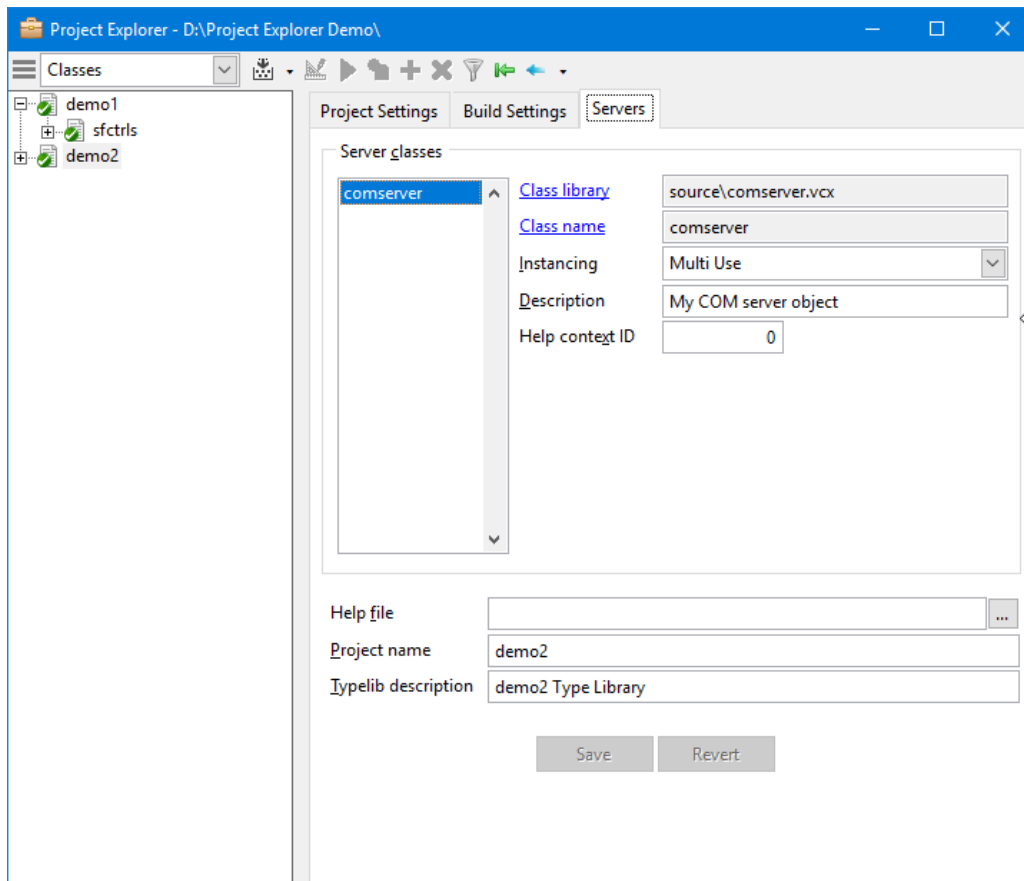 Project Explorer - D:\Project Explorer Demo\
Classes
demo1
sfctrls
demo2
Project Settings Build Settings Servers
Server classes
comserver
Class library source\comserver.vcx
Class name comserver
Instancing Multi Use
Description My COM server object
Help context ID 0
Help file ...
Project name demo2
Typelib description demo2 Type Library
Save Revert